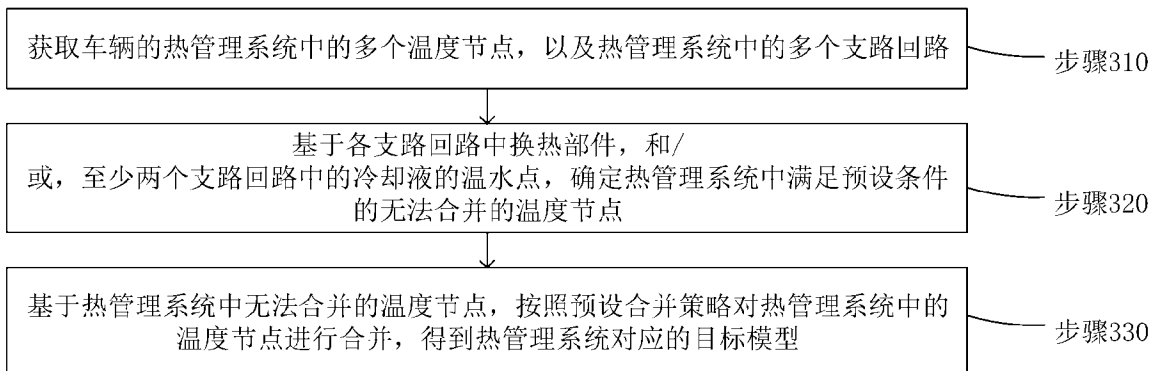 获取车辆的热管理系统中的多个温度节点，以及热管理系统中的多个支路回路
步骤310
基于各支路回路中换热部件，和/
或，至少两个支路回路中的冷却液的温水点，确定热管理系统中满足预设条件
的无法合并的温度节点
步骤320
基于热管理系统中无法合并的温度节点，按照预设合并策略对热管理系统中的
温度节点进行合并，得到热管理系统对应的目标模型
步骤330